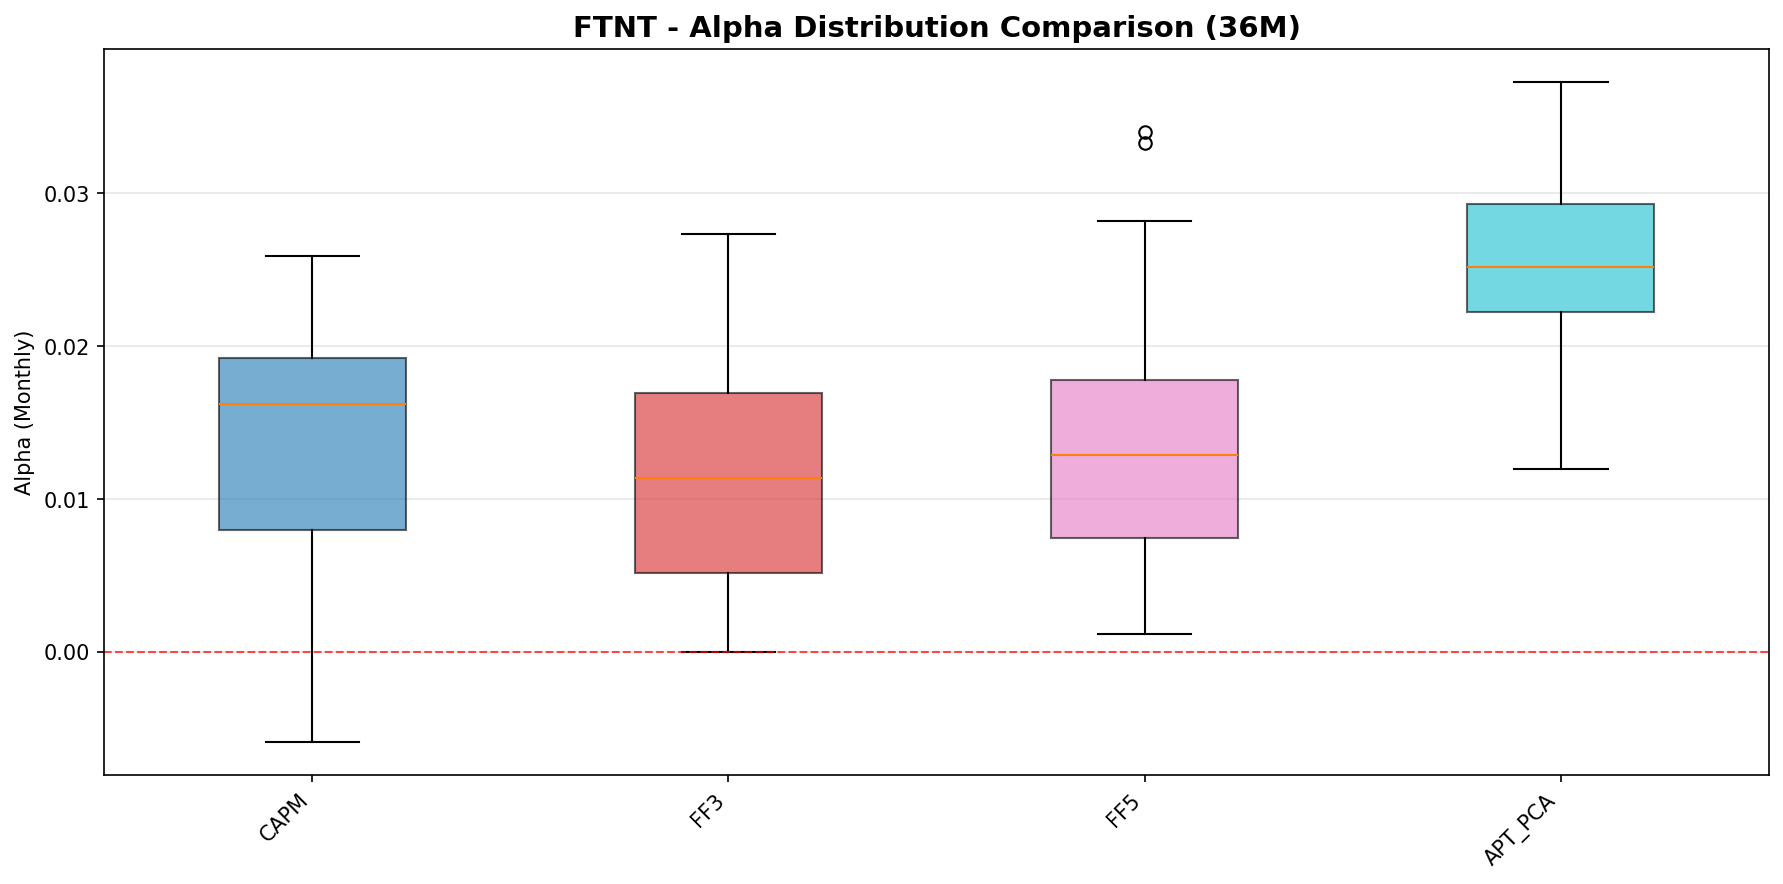 FTNT - Alpha Distribution Comparison (36M)
Alpha (Monthly)
0.03
0.02
0.01
0.00
CAPM
FF3
FF5
APT_PCA